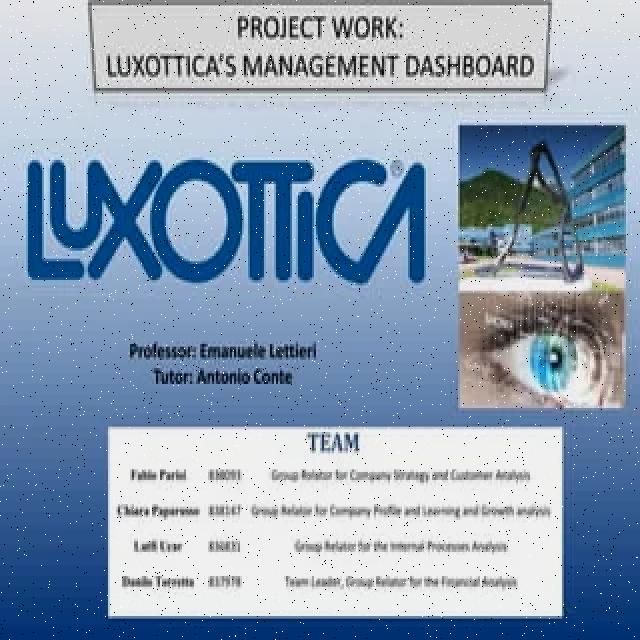 PROJECT WORK:
LUXOTTICA'S MANAGEMENT DASHBOARD
LUXOTTICA®
Professor: Emanuele Lettieri
Tutor: Antonio Conte
TEAM
Fabio Parisi Group Relator for Company Strategy and Customer Analysis
Chiara Group Relator for Company Profile and Learning and Growth analysis
Group Relator for the Internal Processes Analysis
Danilo Team Leader, Group Relator for the Financial Analysis